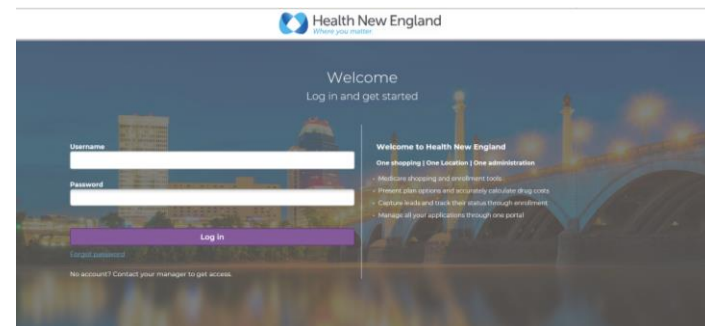 Health New England
Where you matter
Welcome
Log in and get started
Username
Password
Log in
Forgot password
No account? Contact your manager to get access.
Welcome to Health New England
One shopping | One Location | One administration
- Medicare shopping and enrollment tools
- Present plan options and accurately calculate drug costs
- Capture leads and track their status through enrollment
- Manage all your applications through one portal